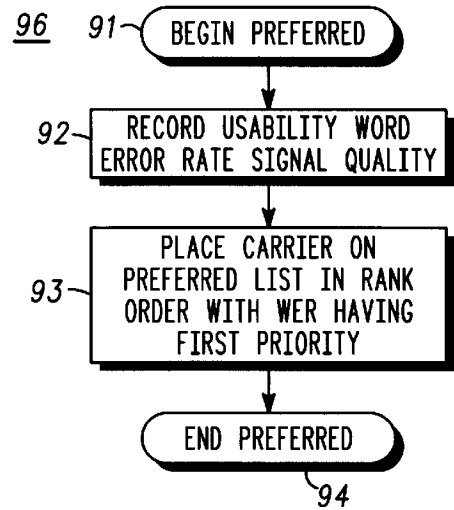 96
91
BEGIN PREFERRED
92
RECORD USABILITY WORD
ERROR RATE SIGNAL QUALITY
93
PLACE CARRIER ON
PREFERRED LIST IN RANK
ORDER WITH WER HAVING
FIRST PRIORITY
END PREFERRED
94